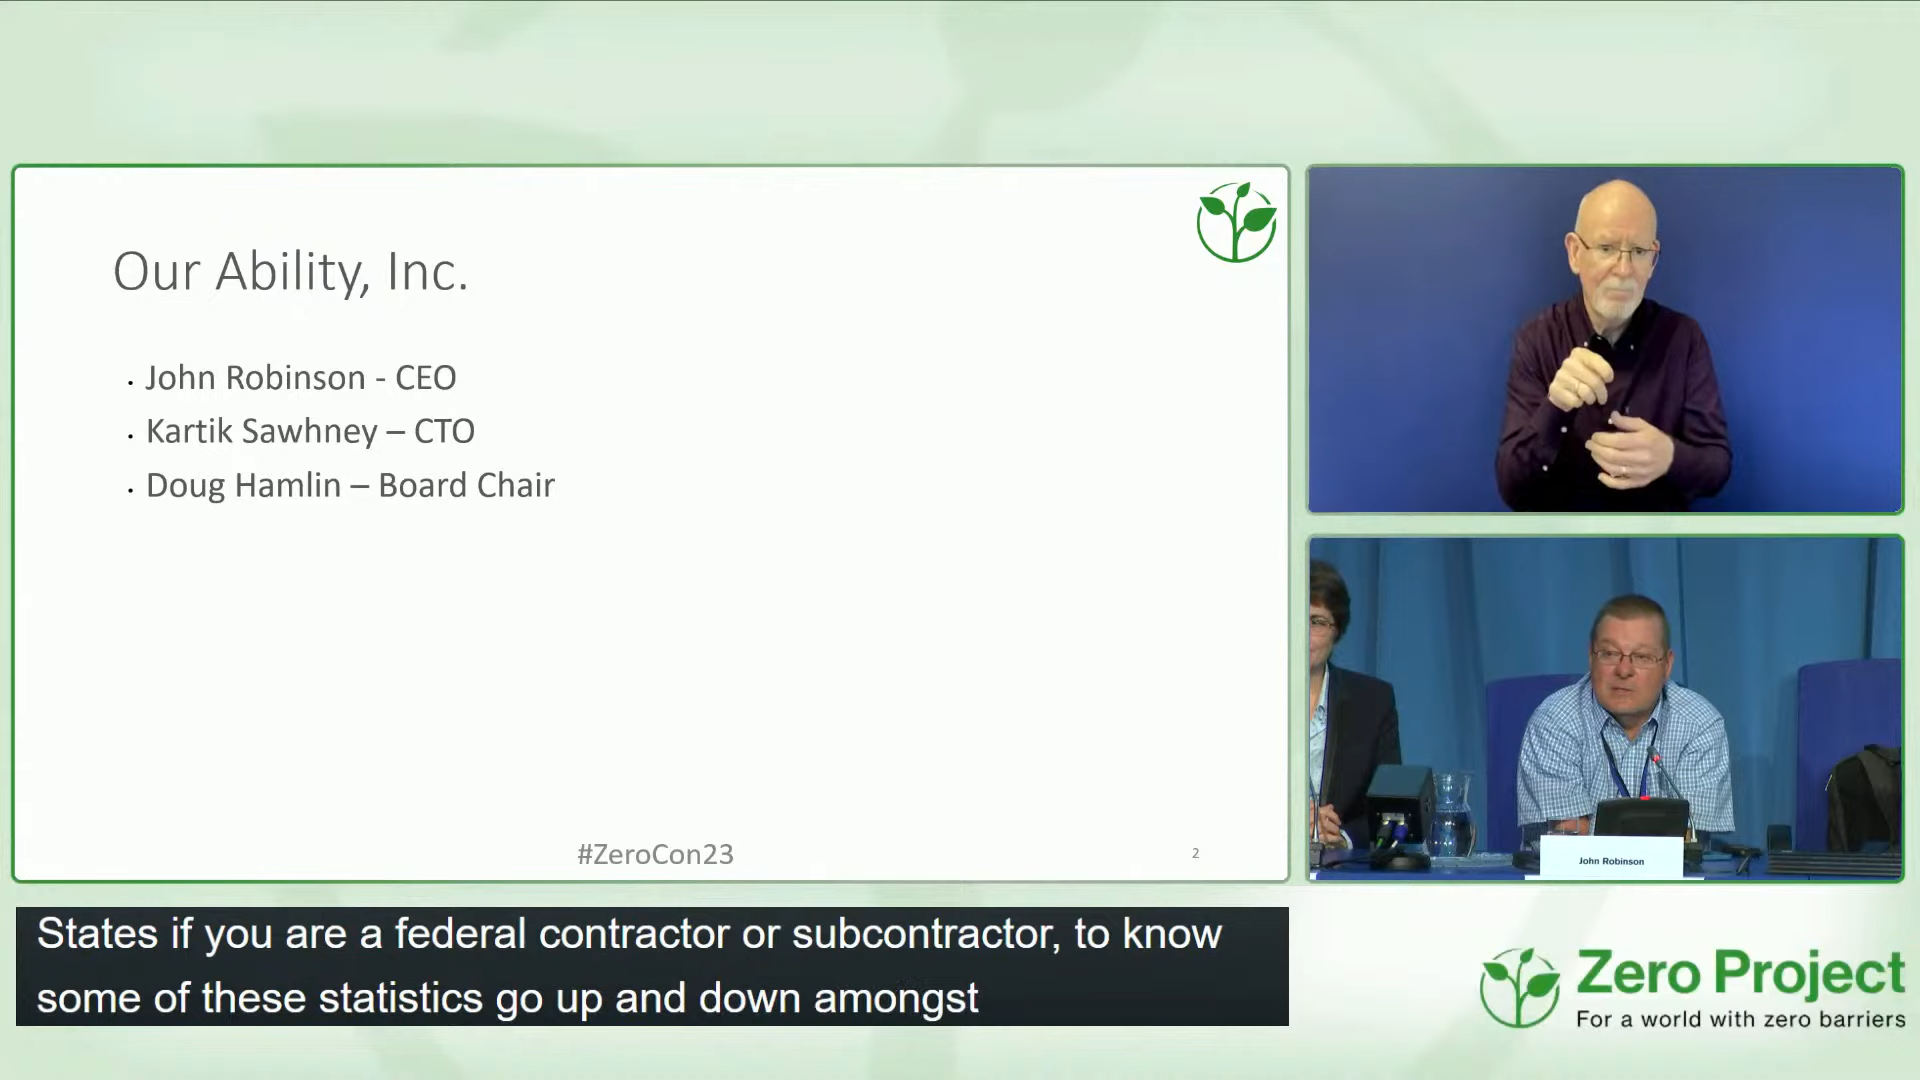 Our Ability, Inc.
• John Robinson - CEO
• Kartik Sawhney – CTO
• Doug Hamlin – Board Chair
#ZeroCon23
2
John Robinson
States if you are a federal contractor or subcontractor, to know
some of these statistics go up and down amongst
Zero Project
For a world with zero barriers